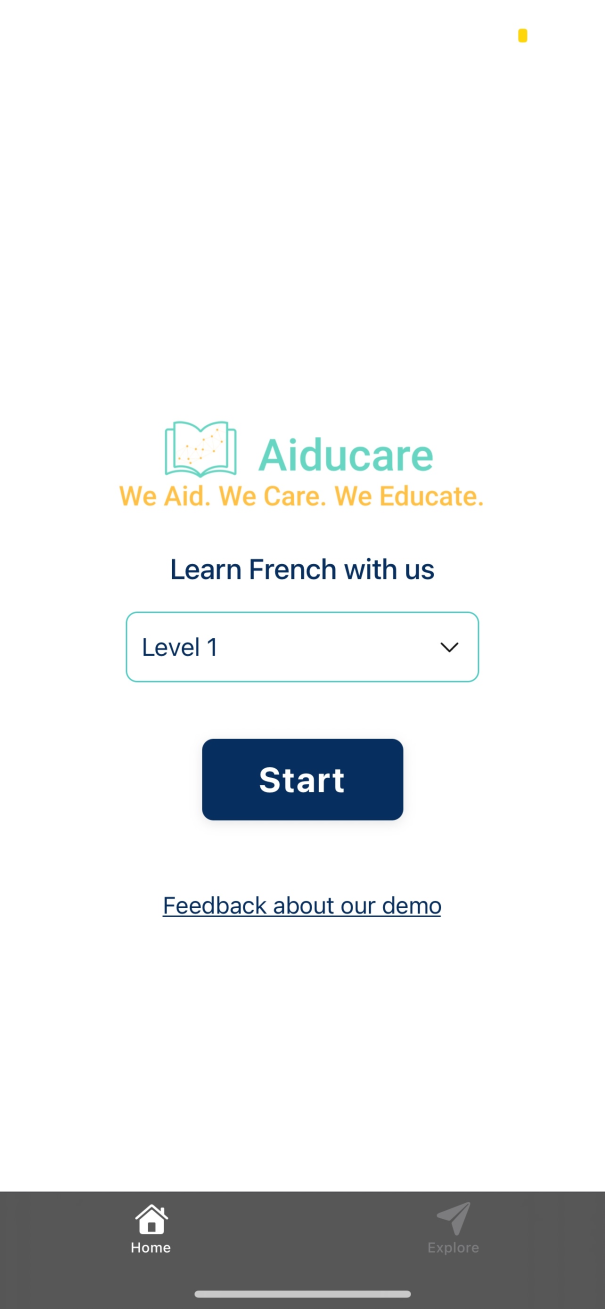 Aiducare
We Aid. We Care. We Educate.
Learn French with us
Level 1
Start
Feedback about our demo
Home
Explore